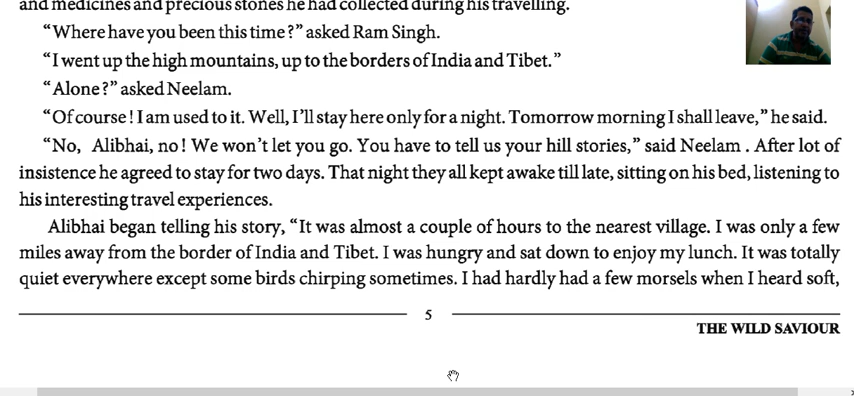 and medicines and precious stones he had collected during his travelling.
“Where have you been this time?” asked Ram Singh.
“I went up the high mountains, up to the borders of India and Tibet.”
“Alone?” asked Neelam.
“Of course! I am used to it. Well, I’ll stay here only for a night. Tomorrow morning I shall leave,” he said.
“No, Alibhai, no! We won’t let you go. You have to tell us your hill stories,” said Neelam . After lot of
insistence he agreed to stay for two days. That night they all kept awake till late, sitting on his bed, listening to
his interesting travel experiences.
Alibhai began telling his story, “It was almost a couple of hours to the nearest village. I was only a few
miles away from the border of India and Tibet. I was hungry and sat down to enjoy my lunch. It was totally
quiet everywhere except some birds chirping sometimes. I had hardly had a few morsels when I heard soft,
5
THE WILD SAVIOUR